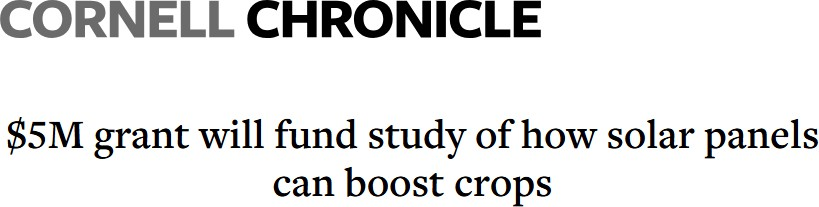 CORNELL CHRONICLE
$5M grant will fund study of how solar panels
can boost crops